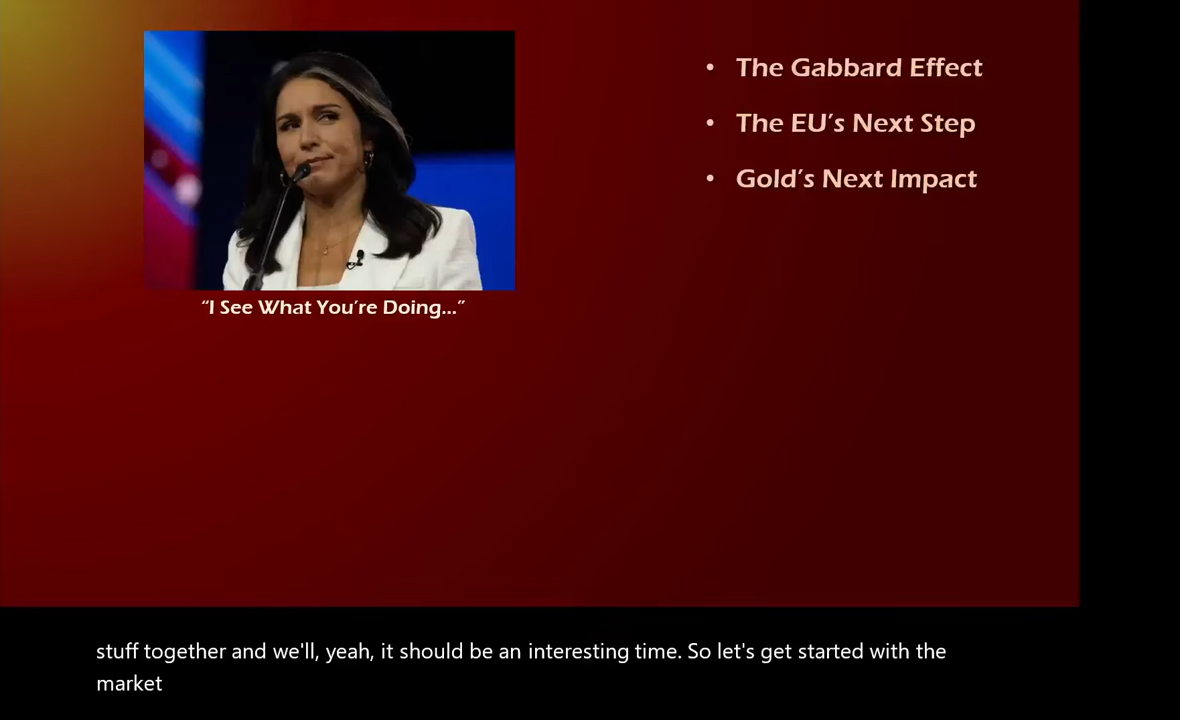 • The Gabbard Effect
• The EU's Next Step
• Gold's Next Impact
“I See What You're Doing...”
stuff together and we'll, yeah, it should be an interesting time. So let's get started with the
market